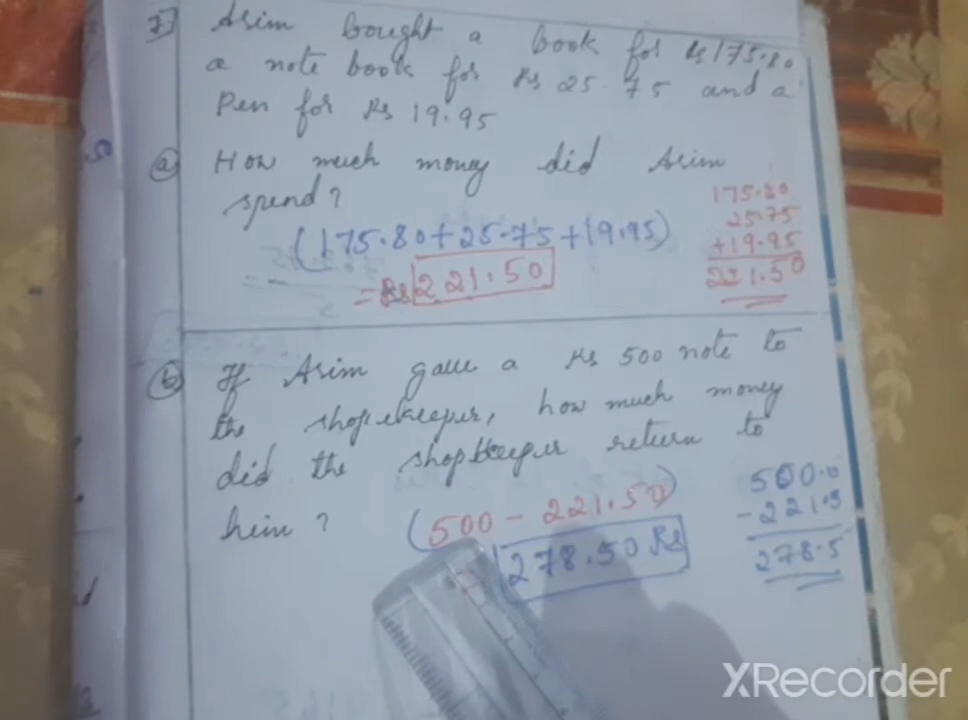 7] Asim bought a book for Rs 175.80
a note book for Rs 25.75 and a
Pen for Rs 19.95
a) How much money did Asim
spend?
(175.80+25.75+19.95)
= Rs 221.50
175.80
25.75
+19.95
221.50
b) If Asim gave a Rs 500 note to
the shopekeeper, how much money
did the shopkeeper return to
him?
(500 - 221.50)
278.50 Rs
500.0
-221.5
278.5
XRecorder